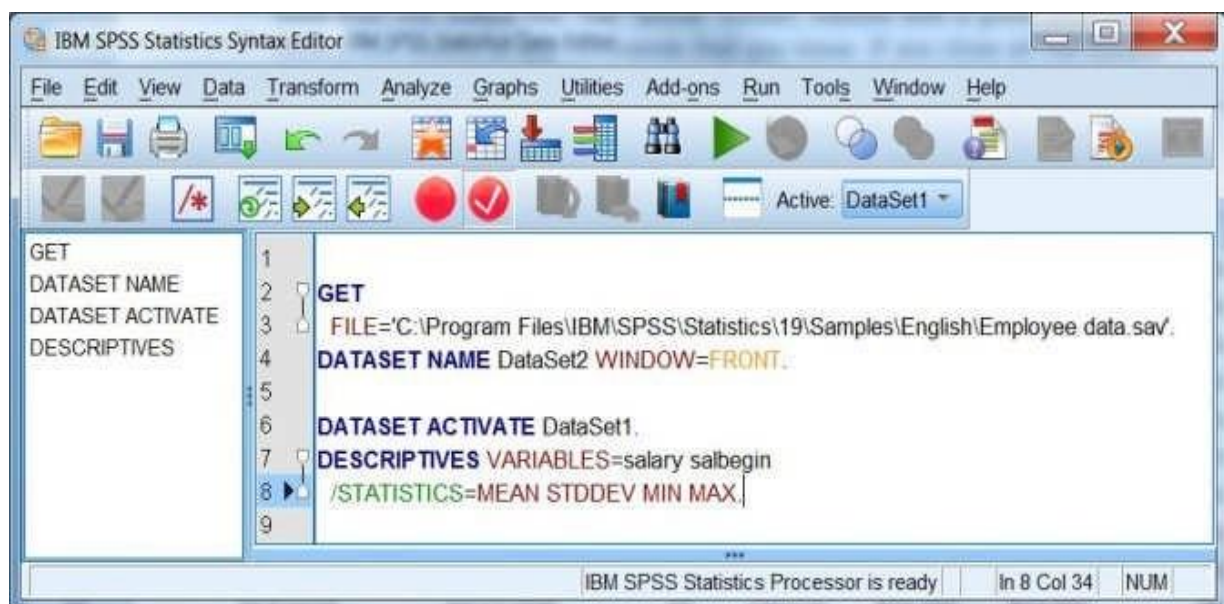 IBM SPSS Statistics Syntax Editor
File Edit View Data Transform Analyze Graphs Utilities Add-ons Run Tools Window Help
Active: DataSet1
GET
DATASET NAME
DATASET ACTIVATE
DESCRIPTIVES
1
2 GET
3 FILE='C:\Program Files\IBM\SPSS\Statistics\19\Samples\English\Employee data.sav'.
4 DATASET NAME DataSet2 WINDOW=FRONT.
5
6 DATASET ACTIVATE DataSet1.
7 DESCRIPTIVES VARIABLES=salary salbegin
8 /STATISTICS=MEAN STDDEV MIN MAX.
9
IBM SPSS Statistics Processor is ready In 8 Col 34 NUM